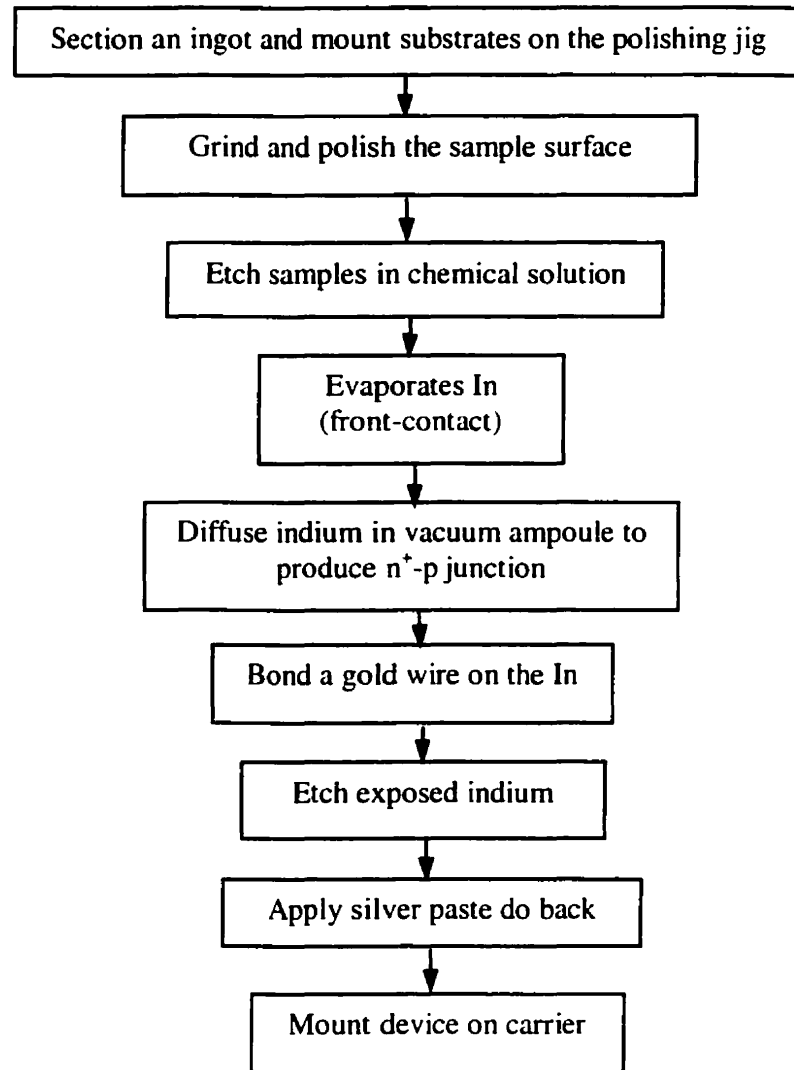 Section an ingot and mount substrates on the polishing jig
Grind and polish the sample surface
Etch samples in chemical solution
Evaporates In
(front-contact)
Diffuse indium in vacuum ampoule to
produce n⁺-p junction
Bond a gold wire on the In
Etch exposed indium
Apply silver paste do back
Mount device on carrier